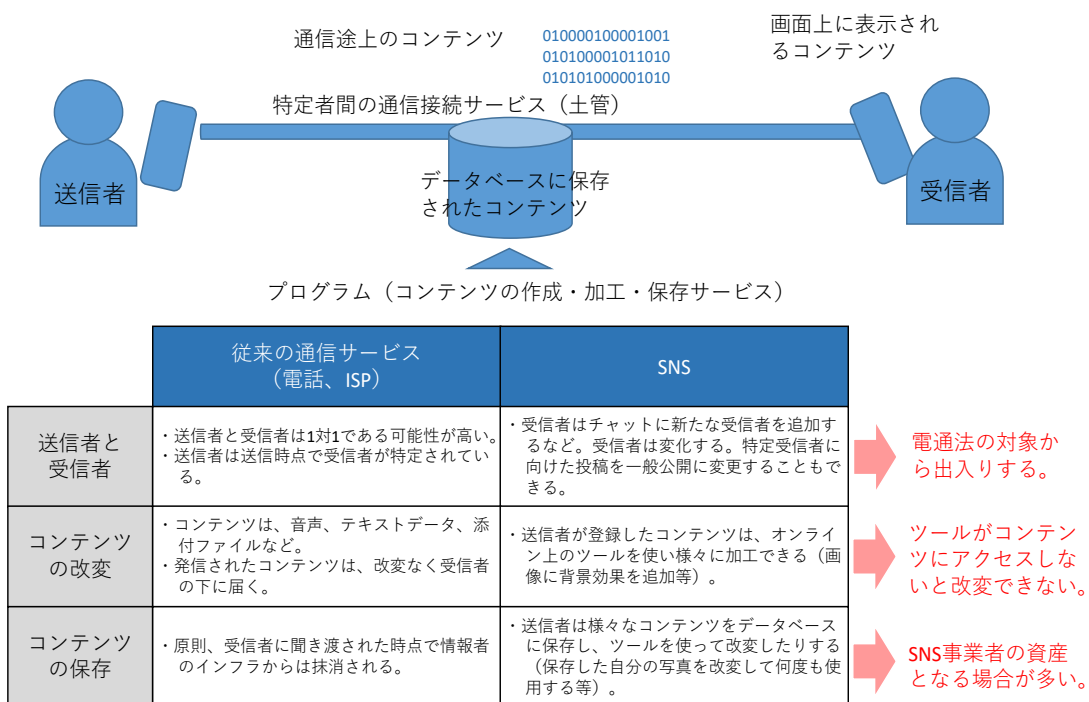 通信途上のコンテンツ
010000100001001
010100001011010
010101000001010
画面上に表示され
るコンテンツ
特定者間の通信接続サービス（土管）
送信者
データベースに保存
されたコンテンツ
受信者
プログラム（コンテンツの作成・加工・保存サービス）
従来の通信サービス
（電話、ISP）
SNS
送信者と
受信者
・送信者と受信者は1対1である可能性が高い。
・送信者は送信時点で受信者が特定されてい
る。
・受信者はチャットに新たな受信者を追加す
るなど。受信者は変化する。特定受信者に
向けた投稿を一般公開に変更することもで
きる。
電通法の対象か
ら出入りする。
コンテンツ
の改変
・コンテンツは、音声、テキストデータ、添
付ファイルなど。
・発信されたコンテンツは、改変なく受信者
の下に届く。
・送信者が登録したコンテンツは、オンライ
ン上のツールを使い様々に加工できる（画
像に背景効果を追加等）。
ツールがコンテン
ツにアクセスしな
いと改変できない。
コンテンツ
の保存
・原則、受信者に聞き渡された時点で情報者
のインフラからは抹消される。
・送信者は様々なコンテンツをデータベース
に保存し、ツールを使って改変したりする
（保存した自分の写真を改変して何度も使
用する等）。
SNS事業者の資産
となる場合が多い。